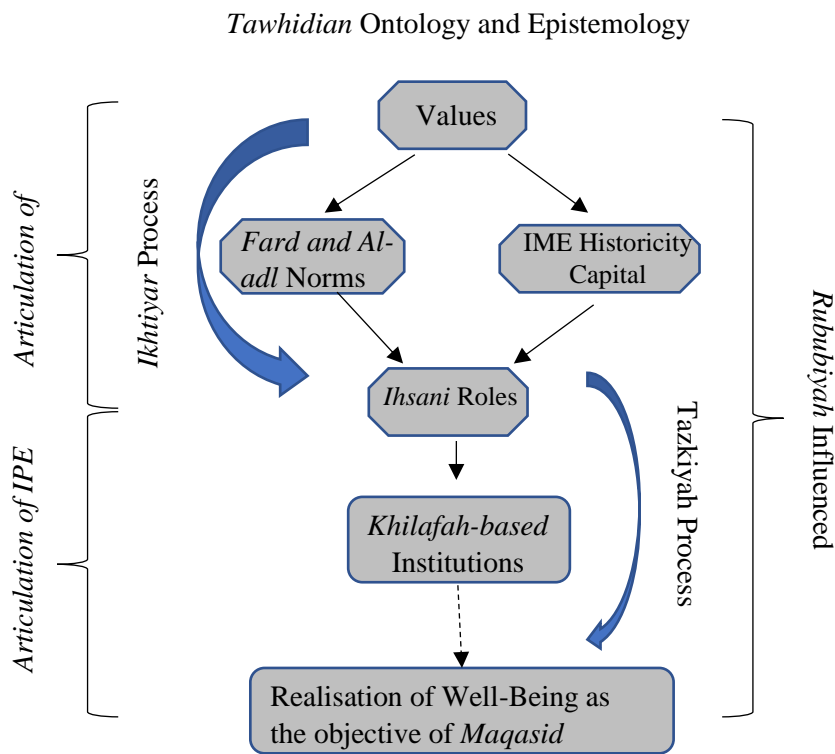 Tawhidian Ontology and Epistemology
Values
Articulation of
Ikhtiyar Process
Fard and Al-
adl Norms
IME Historicity
Capital
Rububiyah Influenced
Ihsani Roles
Tazkiyah Process
Articulation of IPE
Khilafah-based
Institutions
Realisation of Well-Being as
the objective of Maqasid